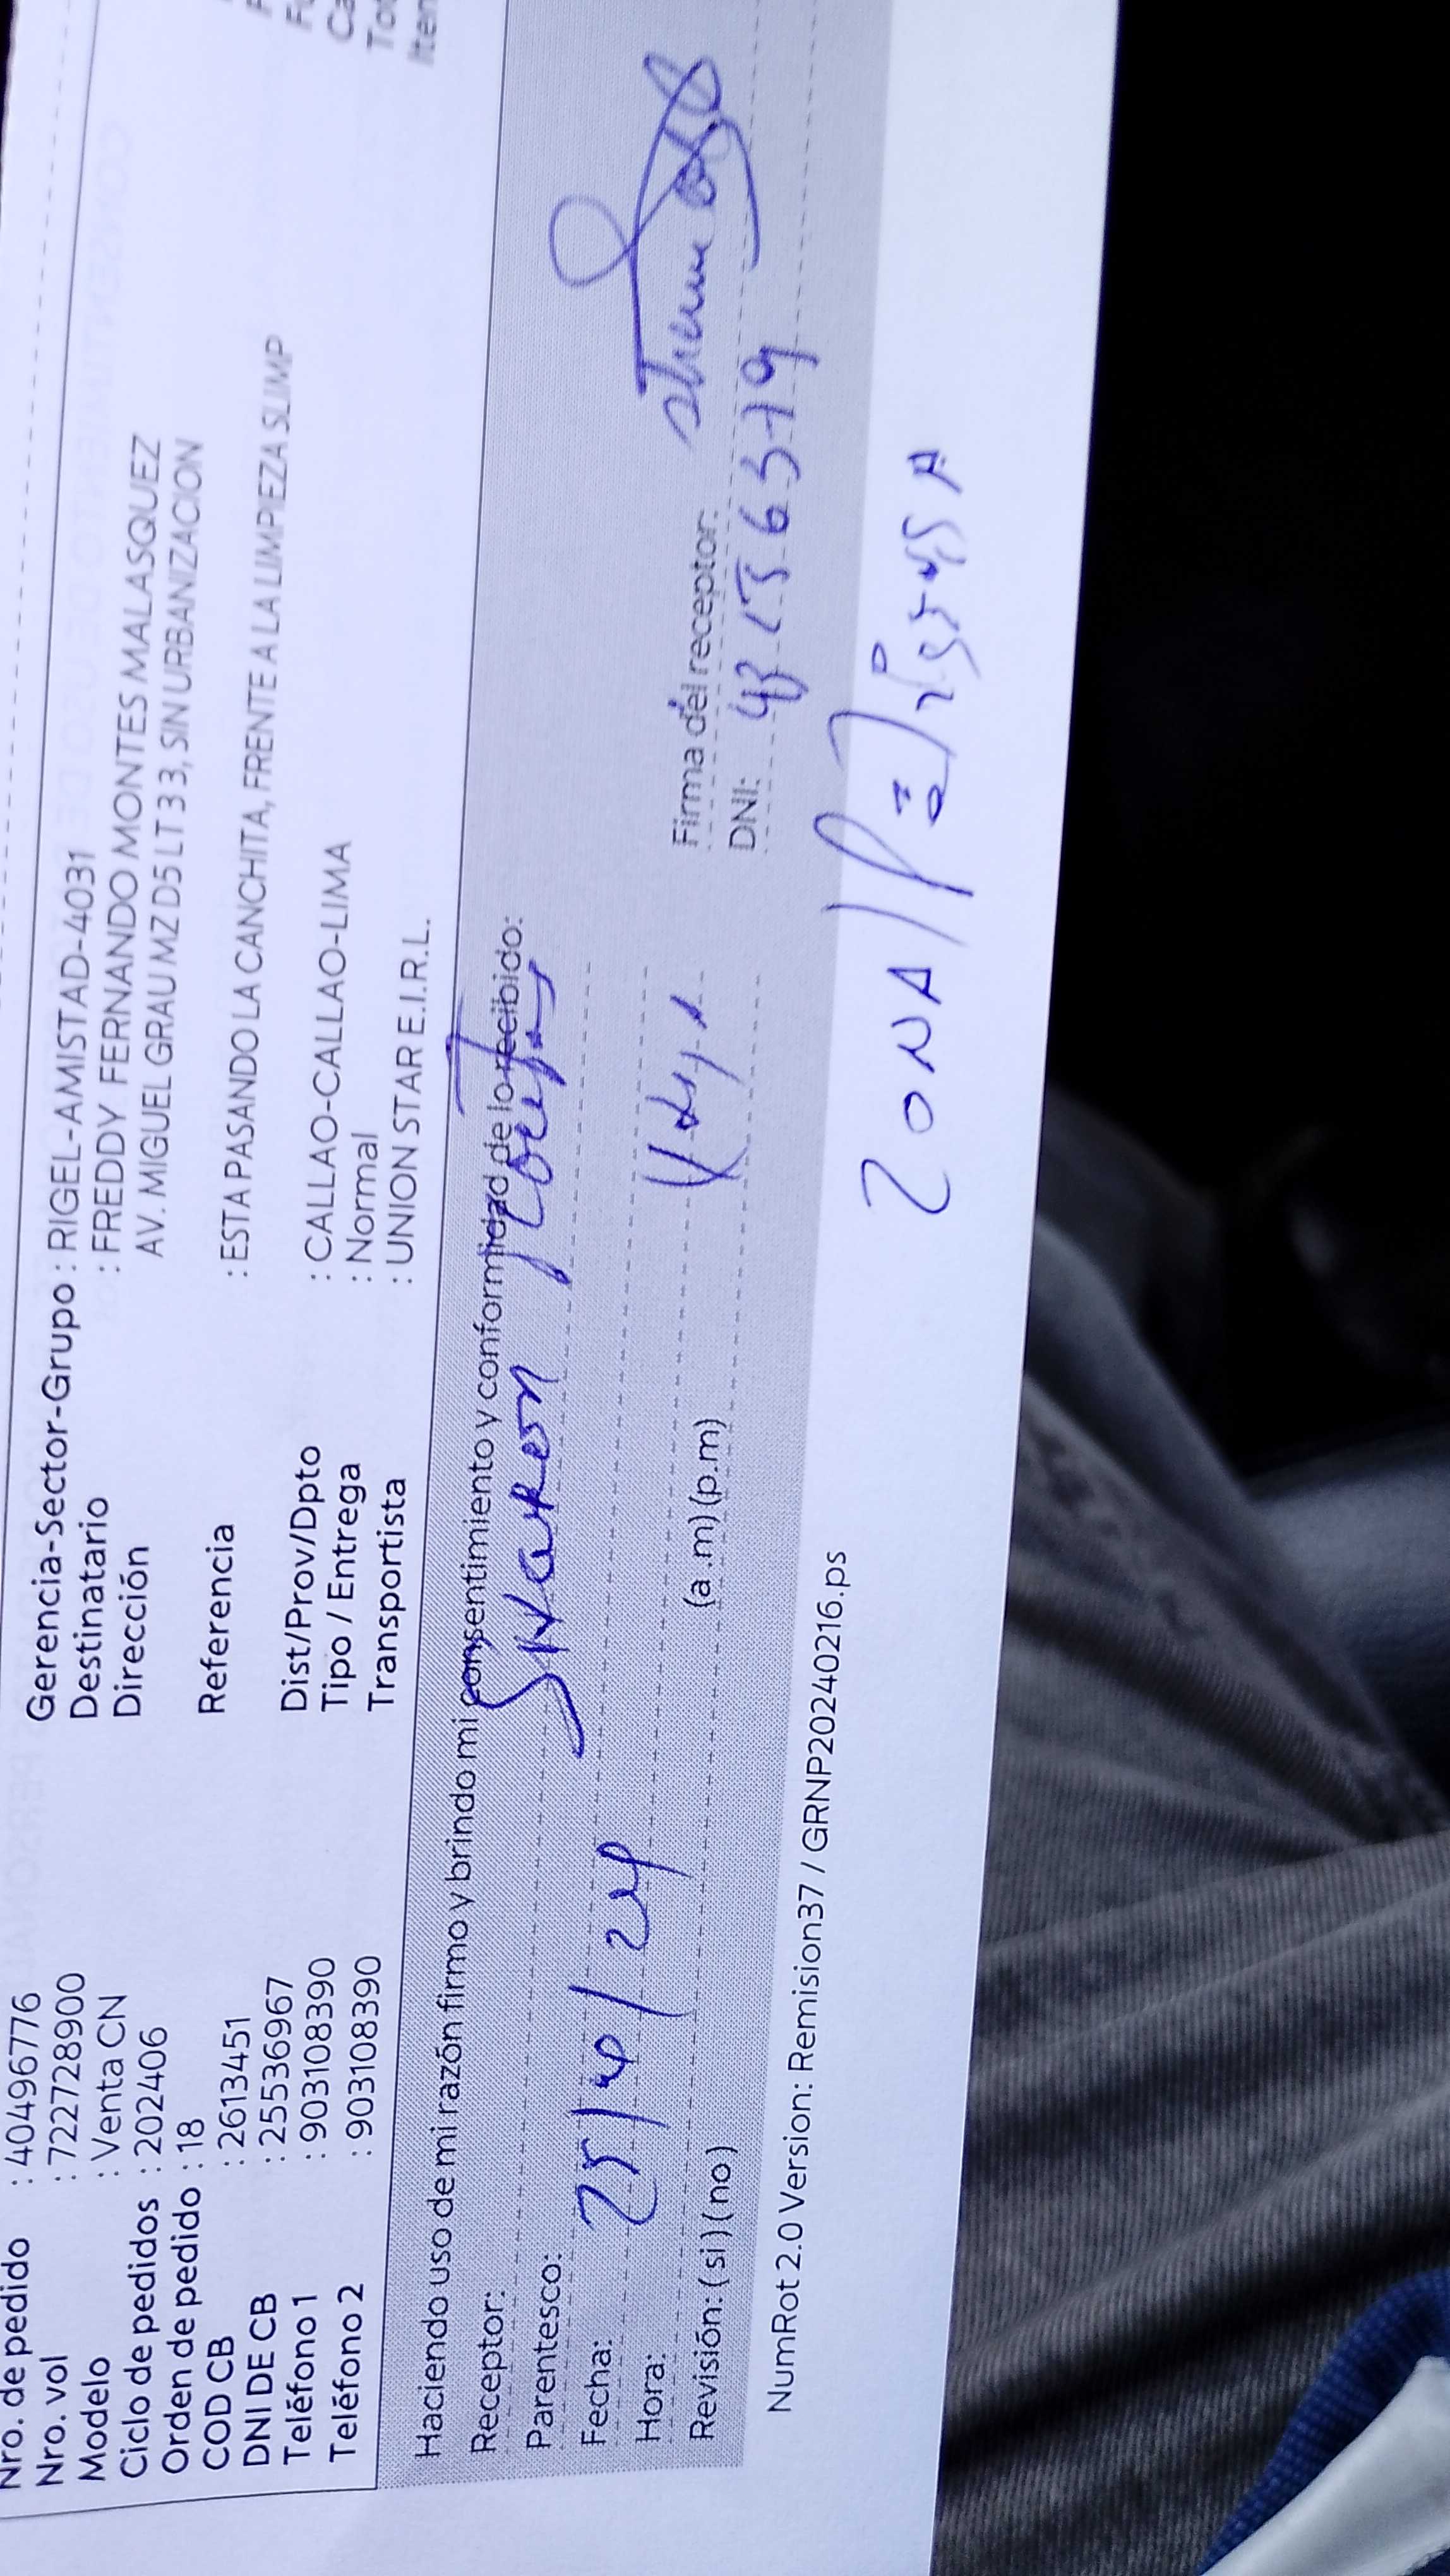 Nro. de pedido : 40496776
Nro. vol : 722728900
Modelo : Venta CN
Ciclo de pedidos : 202406
Orden de pedido : 18
COD CB : 2613451
DNI DE CB : 25536967
Teléfono 1 : 903108390
Teléfono 2 : 903108390
Gerencia-Sector-Grupo : RIGEL-AMISTAD-4031
Destinatario : FREDDY FERNANDO MONTES MALASQUEZ
Dirección AV. MIGUEL GRAU MZ D5 LT 3 3, SIN URBANIZACION
Referencia : ESTA PASANDO LA CANCHITA, FRENTE A LA LIMPIEZA SLIMP
Dist/Prov/Dpto : CALLAO-CALLAO-LIMA
Tipo / Entrega : Normal
Transportista : UNION STAR E.I.R.L.
Haciendo uso de mi razón firmo y brindo mi consentimiento y conformidad de lo recibido:
Receptor: Sharon
Parentesco:
Fecha: 25/4/24
Hora: (a .m) (p.m)
Revisión: ( si ) ( no )
Firma del receptor:
DNI:
NumRot 2.0 Version: Remision37 / GRNP20240216.ps
ZONA